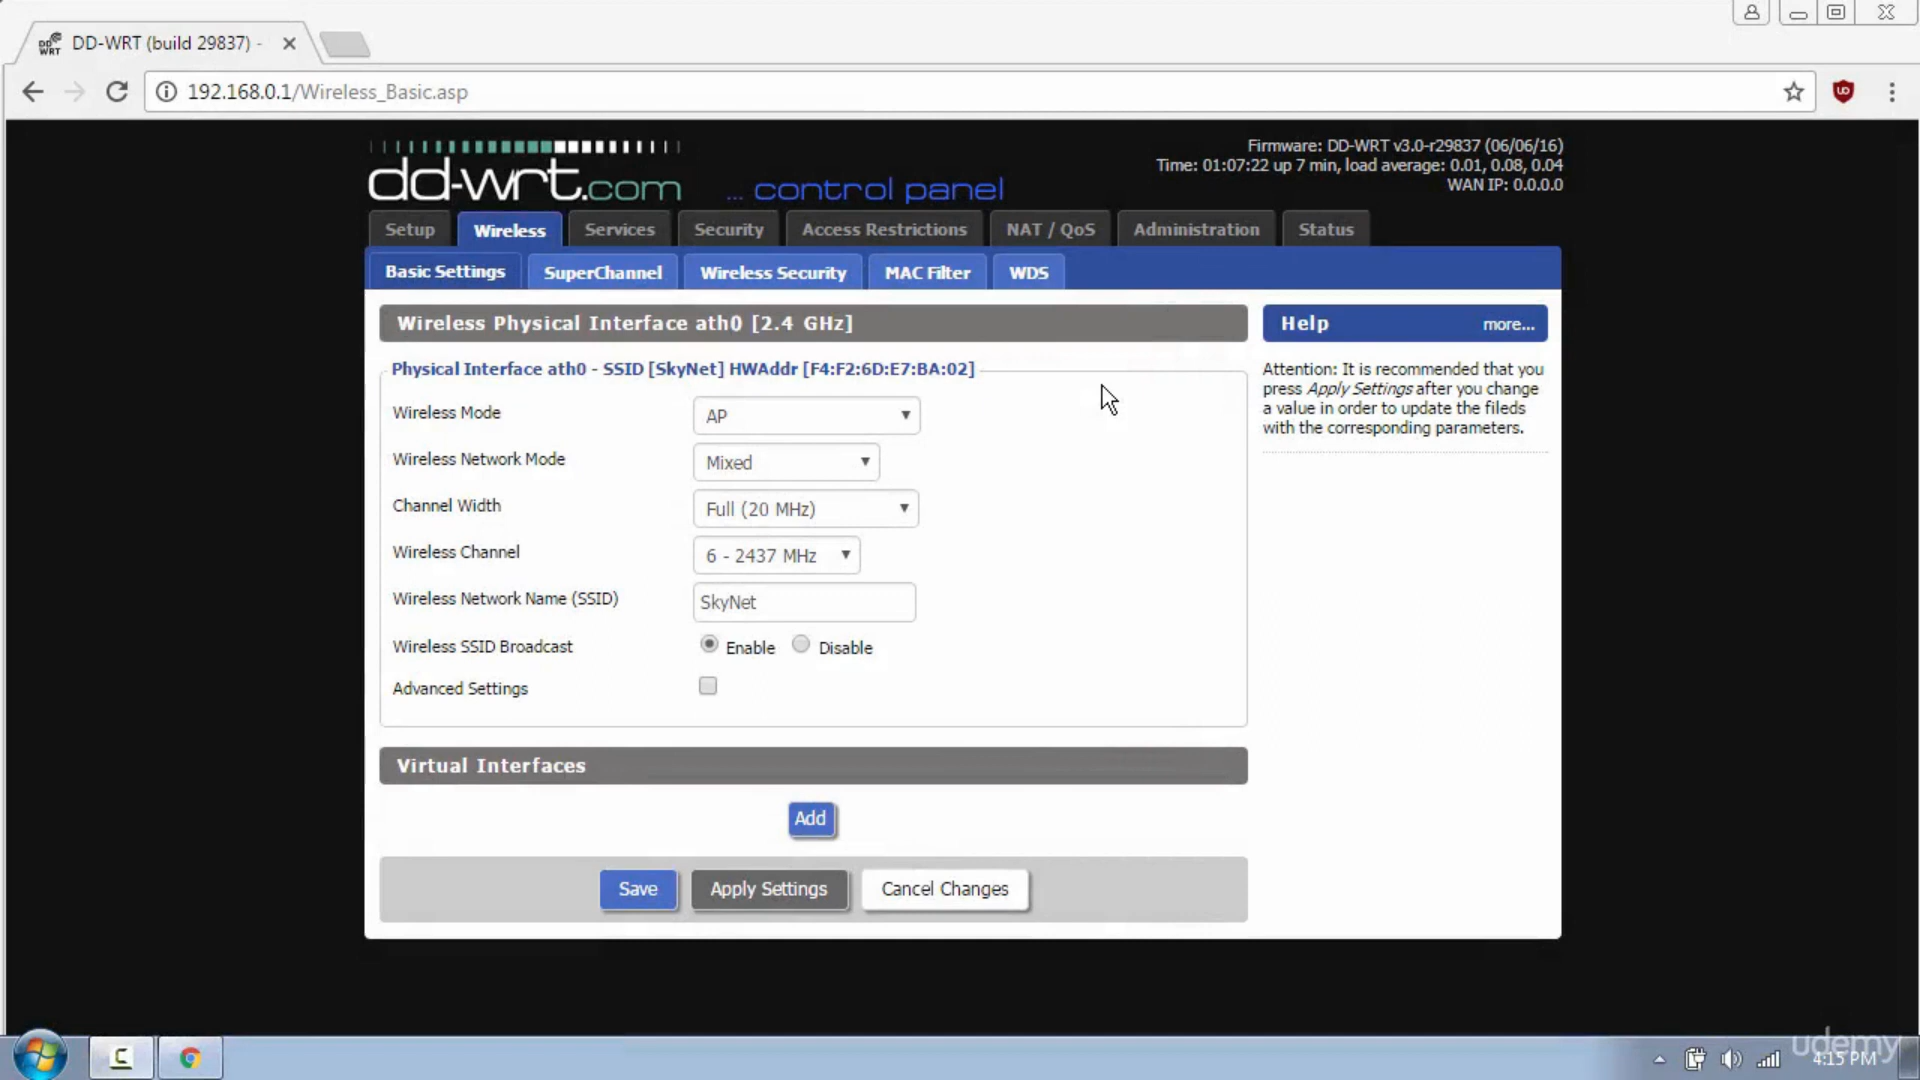 DD-WRT (build 29837) -
192.168.0.1/Wireless_Basic.asp
dd-wrt.com ... control panel
Firmware: DD-WRT v3.0-r29837 (06/06/16)
Time: 01:07:22 up 7 min, load average: 0.01, 0.08, 0.04
WAN IP: 0.0.0.0
Setup Wireless Services Security Access Restrictions NAT / QoS Administration Status
Basic Settings SuperChannel Wireless Security MAC Filter WDS
Wireless Physical Interface ath0 [2.4 GHz]
Physical Interface ath0 - SSID [SkyNet] HWAddr [F4:F2:6D:E7:BA:02]
Wireless Mode AP
Wireless Network Mode Mixed
Channel Width Full (20 MHz)
Wireless Channel 6 - 2437 MHz
Wireless Network Name (SSID) SkyNet
Wireless SSID Broadcast Enable Disable
Advanced Settings
Virtual Interfaces
Add
Save Apply Settings Cancel Changes
Help more...
Attention: It is recommended that you
press Apply Settings after you change
a value in order to update the fileds
with the corresponding parameters.
udemy
4:15 PM